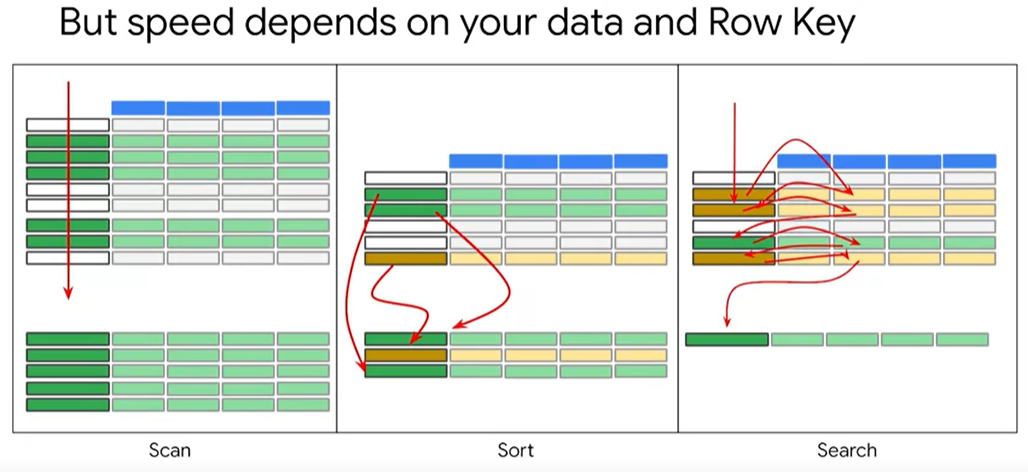 But speed depends on your data and Row Key
Scan
Sort
Search